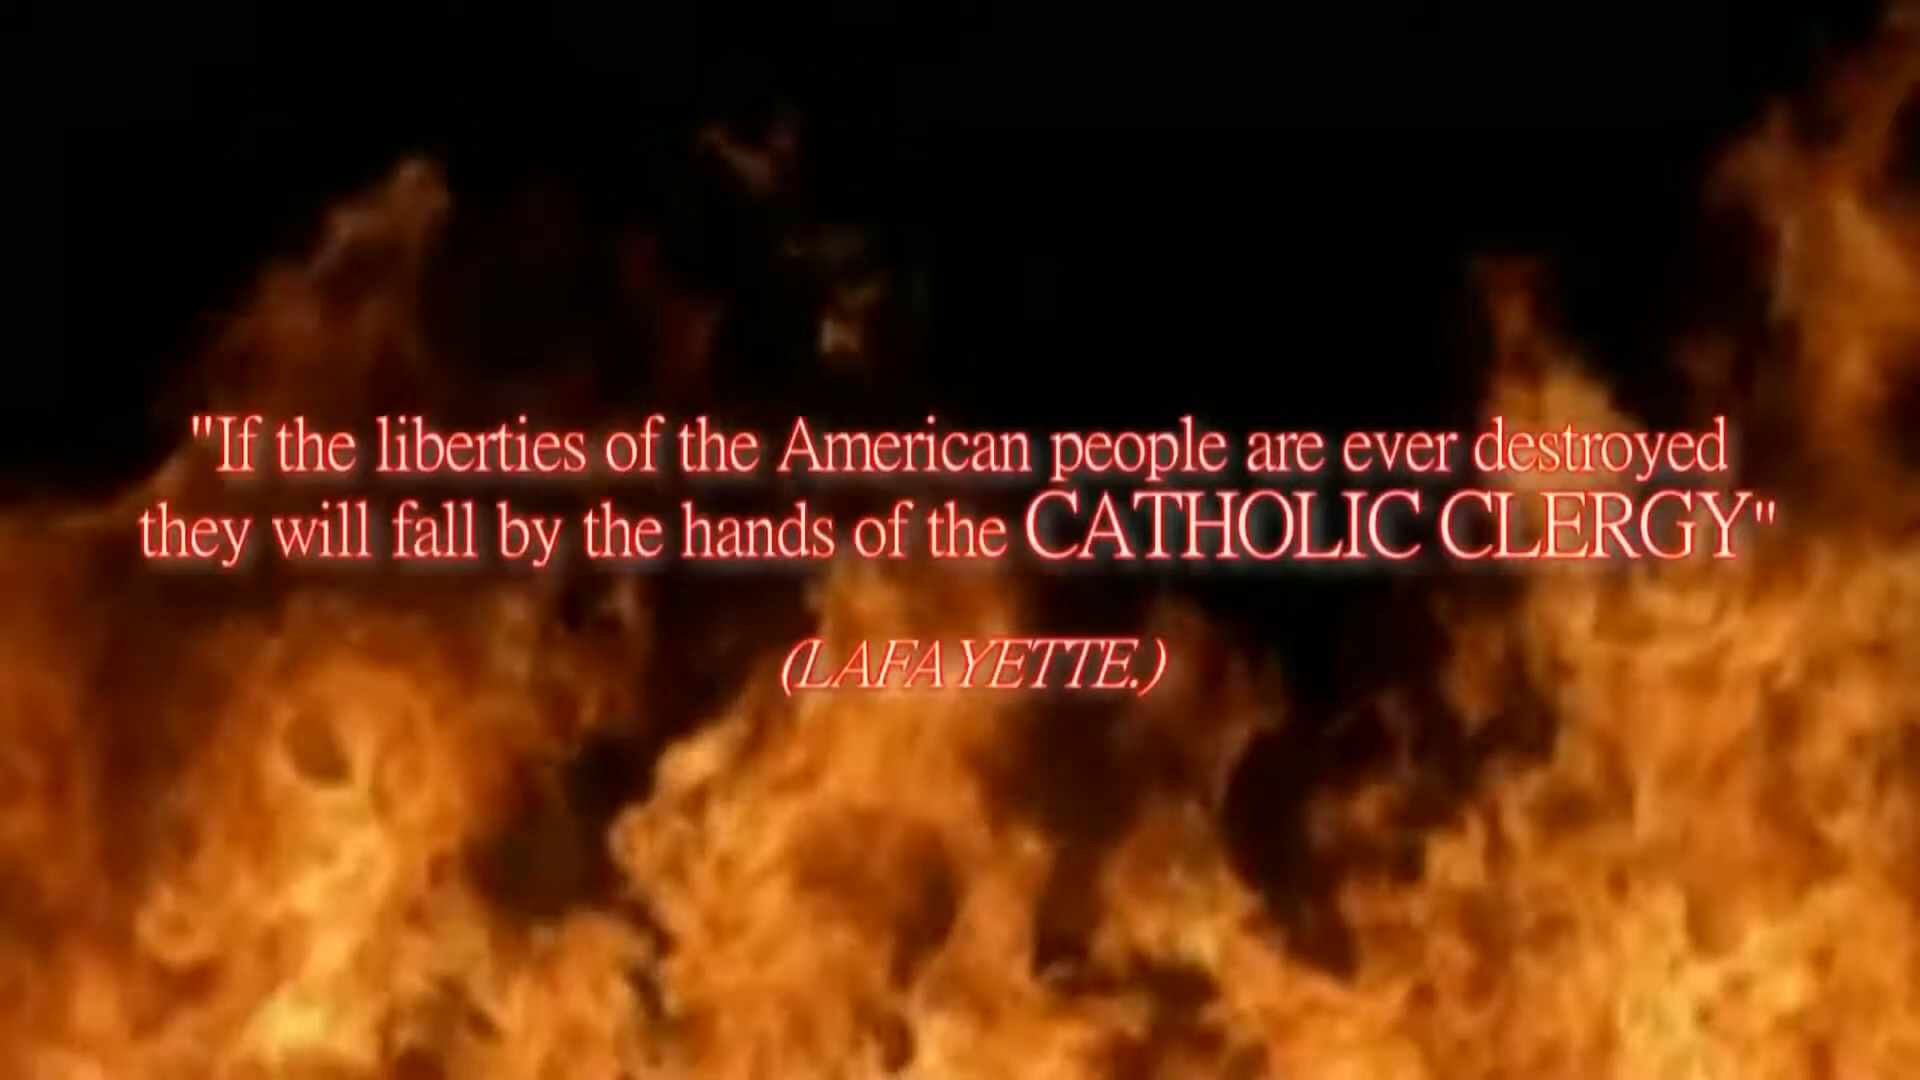 "If the liberties of the American people are ever destroyed
they will fall by the hands of the CATHOLIC CLERGY"
(LAFAYETTE.)